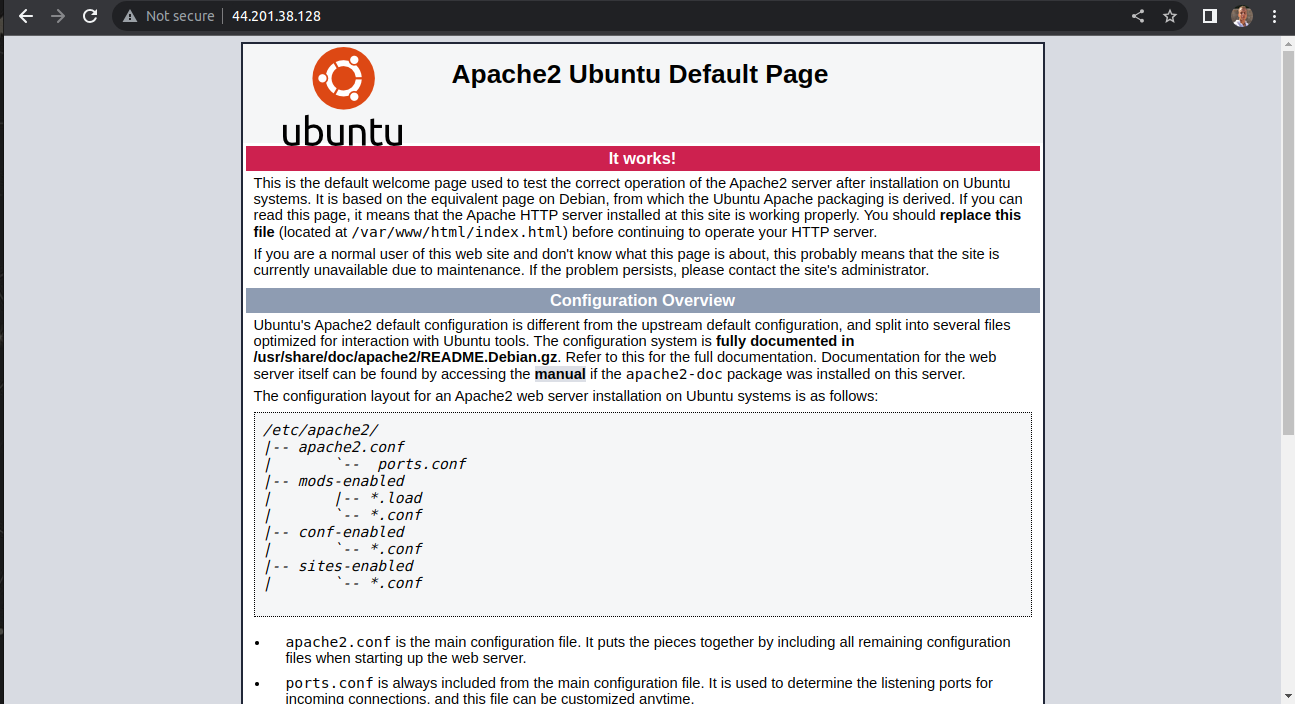 Not secure 44.201.38.128
Apache2 Ubuntu Default Page
ubuntu
It works!
This is the default welcome page used to test the correct operation of the Apache2 server after installation on Ubuntu
systems. It is based on the equivalent page on Debian, from which the Ubuntu Apache packaging is derived. If you can
read this page, it means that the Apache HTTP server installed at this site is working properly. You should replace this
file (located at /var/www/html/index.html) before continuing to operate your HTTP server.
If you are a normal user of this web site and don't know what this page is about, this probably means that the site is
currently unavailable due to maintenance. If the problem persists, please contact the site's administrator.
Configuration Overview
Ubuntu's Apache2 default configuration is different from the upstream default configuration, and split into several files
optimized for interaction with Ubuntu tools. The configuration system is fully documented in
/usr/share/doc/apache2/README.Debian.gz. Refer to this for the full documentation. Documentation for the web
server itself can be found by accessing the manual if the apache2-doc package was installed on this server.
The configuration layout for an Apache2 web server installation on Ubuntu systems is as follows:
/etc/apache2/
|-- apache2.conf
|       `--  ports.conf
|-- mods-enabled
|       |-- *.load
|       `-- *.conf
|-- conf-enabled
|       `-- *.conf
|-- sites-enabled
|       `-- *.conf
• apache2.conf is the main configuration file. It puts the pieces together by including all remaining configuration
files when starting up the web server.
• ports.conf is always included from the main configuration file. It is used to determine the listening ports for
incoming connections, and this file can be customized anytime.